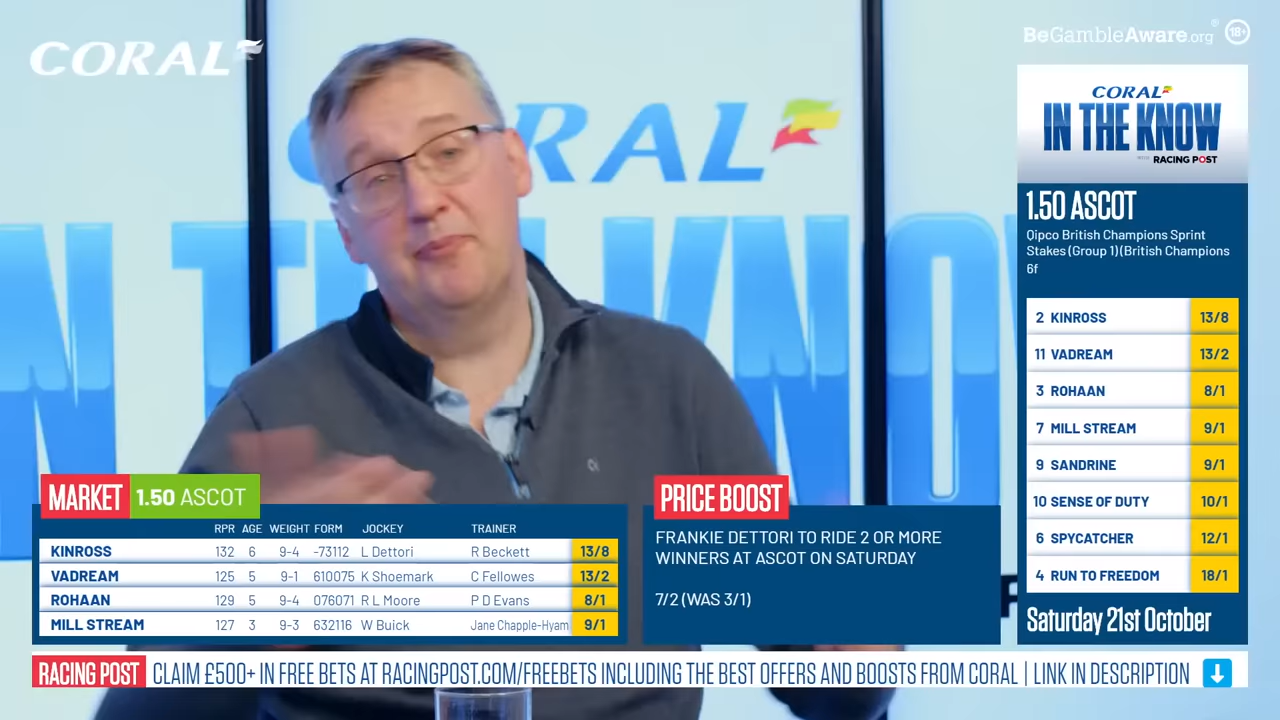 CORAL
BeGambleAware.org® 18+
CORAL
IN THE KNOW
WITH RACING POST
CORAL
N THE KNOW
1.50 ASCOT
Qipco British Champions Sprint
Stakes (Group 1) (British Champions
6f
2 KINROSS 13/8
11 VADREAM 13/2
3 ROHAAN 8/1
7 MILL STREAM 9/1
9 SANDRINE 9/1
10 SENSE OF DUTY 10/1
6 SPYCATCHER 12/1
4 RUN TO FREEDOM 18/1
Saturday 21st October
MARKET 1.50 ASCOT
RPR AGE WEIGHT FORM JOCKEY TRAINER
KINROSS 132 6 9-4 -73112 L Dettori R Beckett 13/8
VADREAM 125 5 9-1 610075 K Shoemark C Fellowes 13/2
ROHAAN 129 5 9-4 076071 R L Moore P D Evans 8/1
MILL STREAM 127 3 9-3 632116 W Buick Jane Chapple-Hyam 9/1
PRICE BOOST
FRANKIE DETTORI TO RIDE 2 OR MORE
WINNERS AT ASCOT ON SATURDAY
7/2 (WAS 3/1)
RACING POST CLAIM £500+ IN FREE BETS AT RACINGPOST.COM/FREEBETS INCLUDING THE BEST OFFERS AND BOOSTS FROM CORAL | LINK IN DESCRIPTION